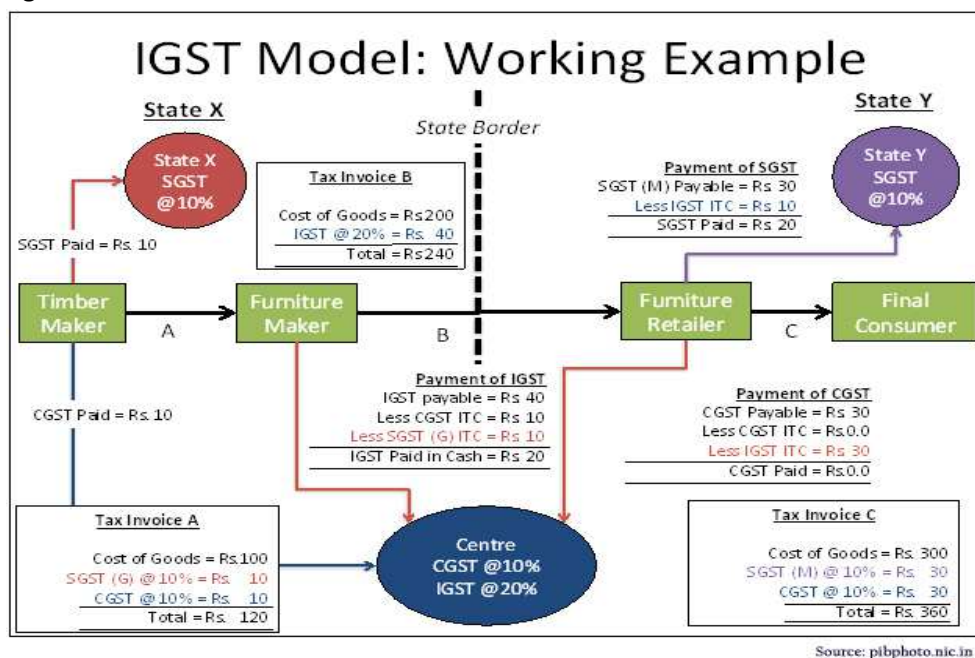 IGST Model: Working Example
State X
State Border
State Y
State X
SGST
@10%
Tax Invoice B
Cost of Goods = Rs.200
IGST @ 20% = Rs. 40
Total = Rs 240
Payment of SGST
SGST (M) Payable = Rs. 30
Less IGST ITC = Rs. 10
SGST Paid = Rs. 20
State Y
SGST
@10%
SGST Paid = Rs. 10
Timber
Maker
A
Furniture
Maker
B
Furniture
Retailer
C
Final
Consumer
CGST Paid = Rs. 10
Payment of IGST
IGST payable = Rs. 40
Less CGST ITC = Rs. 10
Less SGST (G) ITC = Rs. 10
IGST Paid in Cash = Rs. 20
Payment of CGST
CGST Payable = Rs. 30
Less CGST ITC = Rs.0.0
Less IGST ITC = Rs. 30
CGST Paid = Rs.0.0
Tax Invoice A
Cost of Goods = Rs.100
SGST (G) @ 10% = Rs. 10
CGST @ 10% = Rs. 10
Total = Rs. 120
Centre
CGST @10%
IGST @20%
Tax Invoice C
Cost of Goods = Rs. 300
SGST (M) @ 10% = Rs. 30
CGST @ 10% = Rs. 30
Total = Rs. 360
Source: pibphoto.nic.in